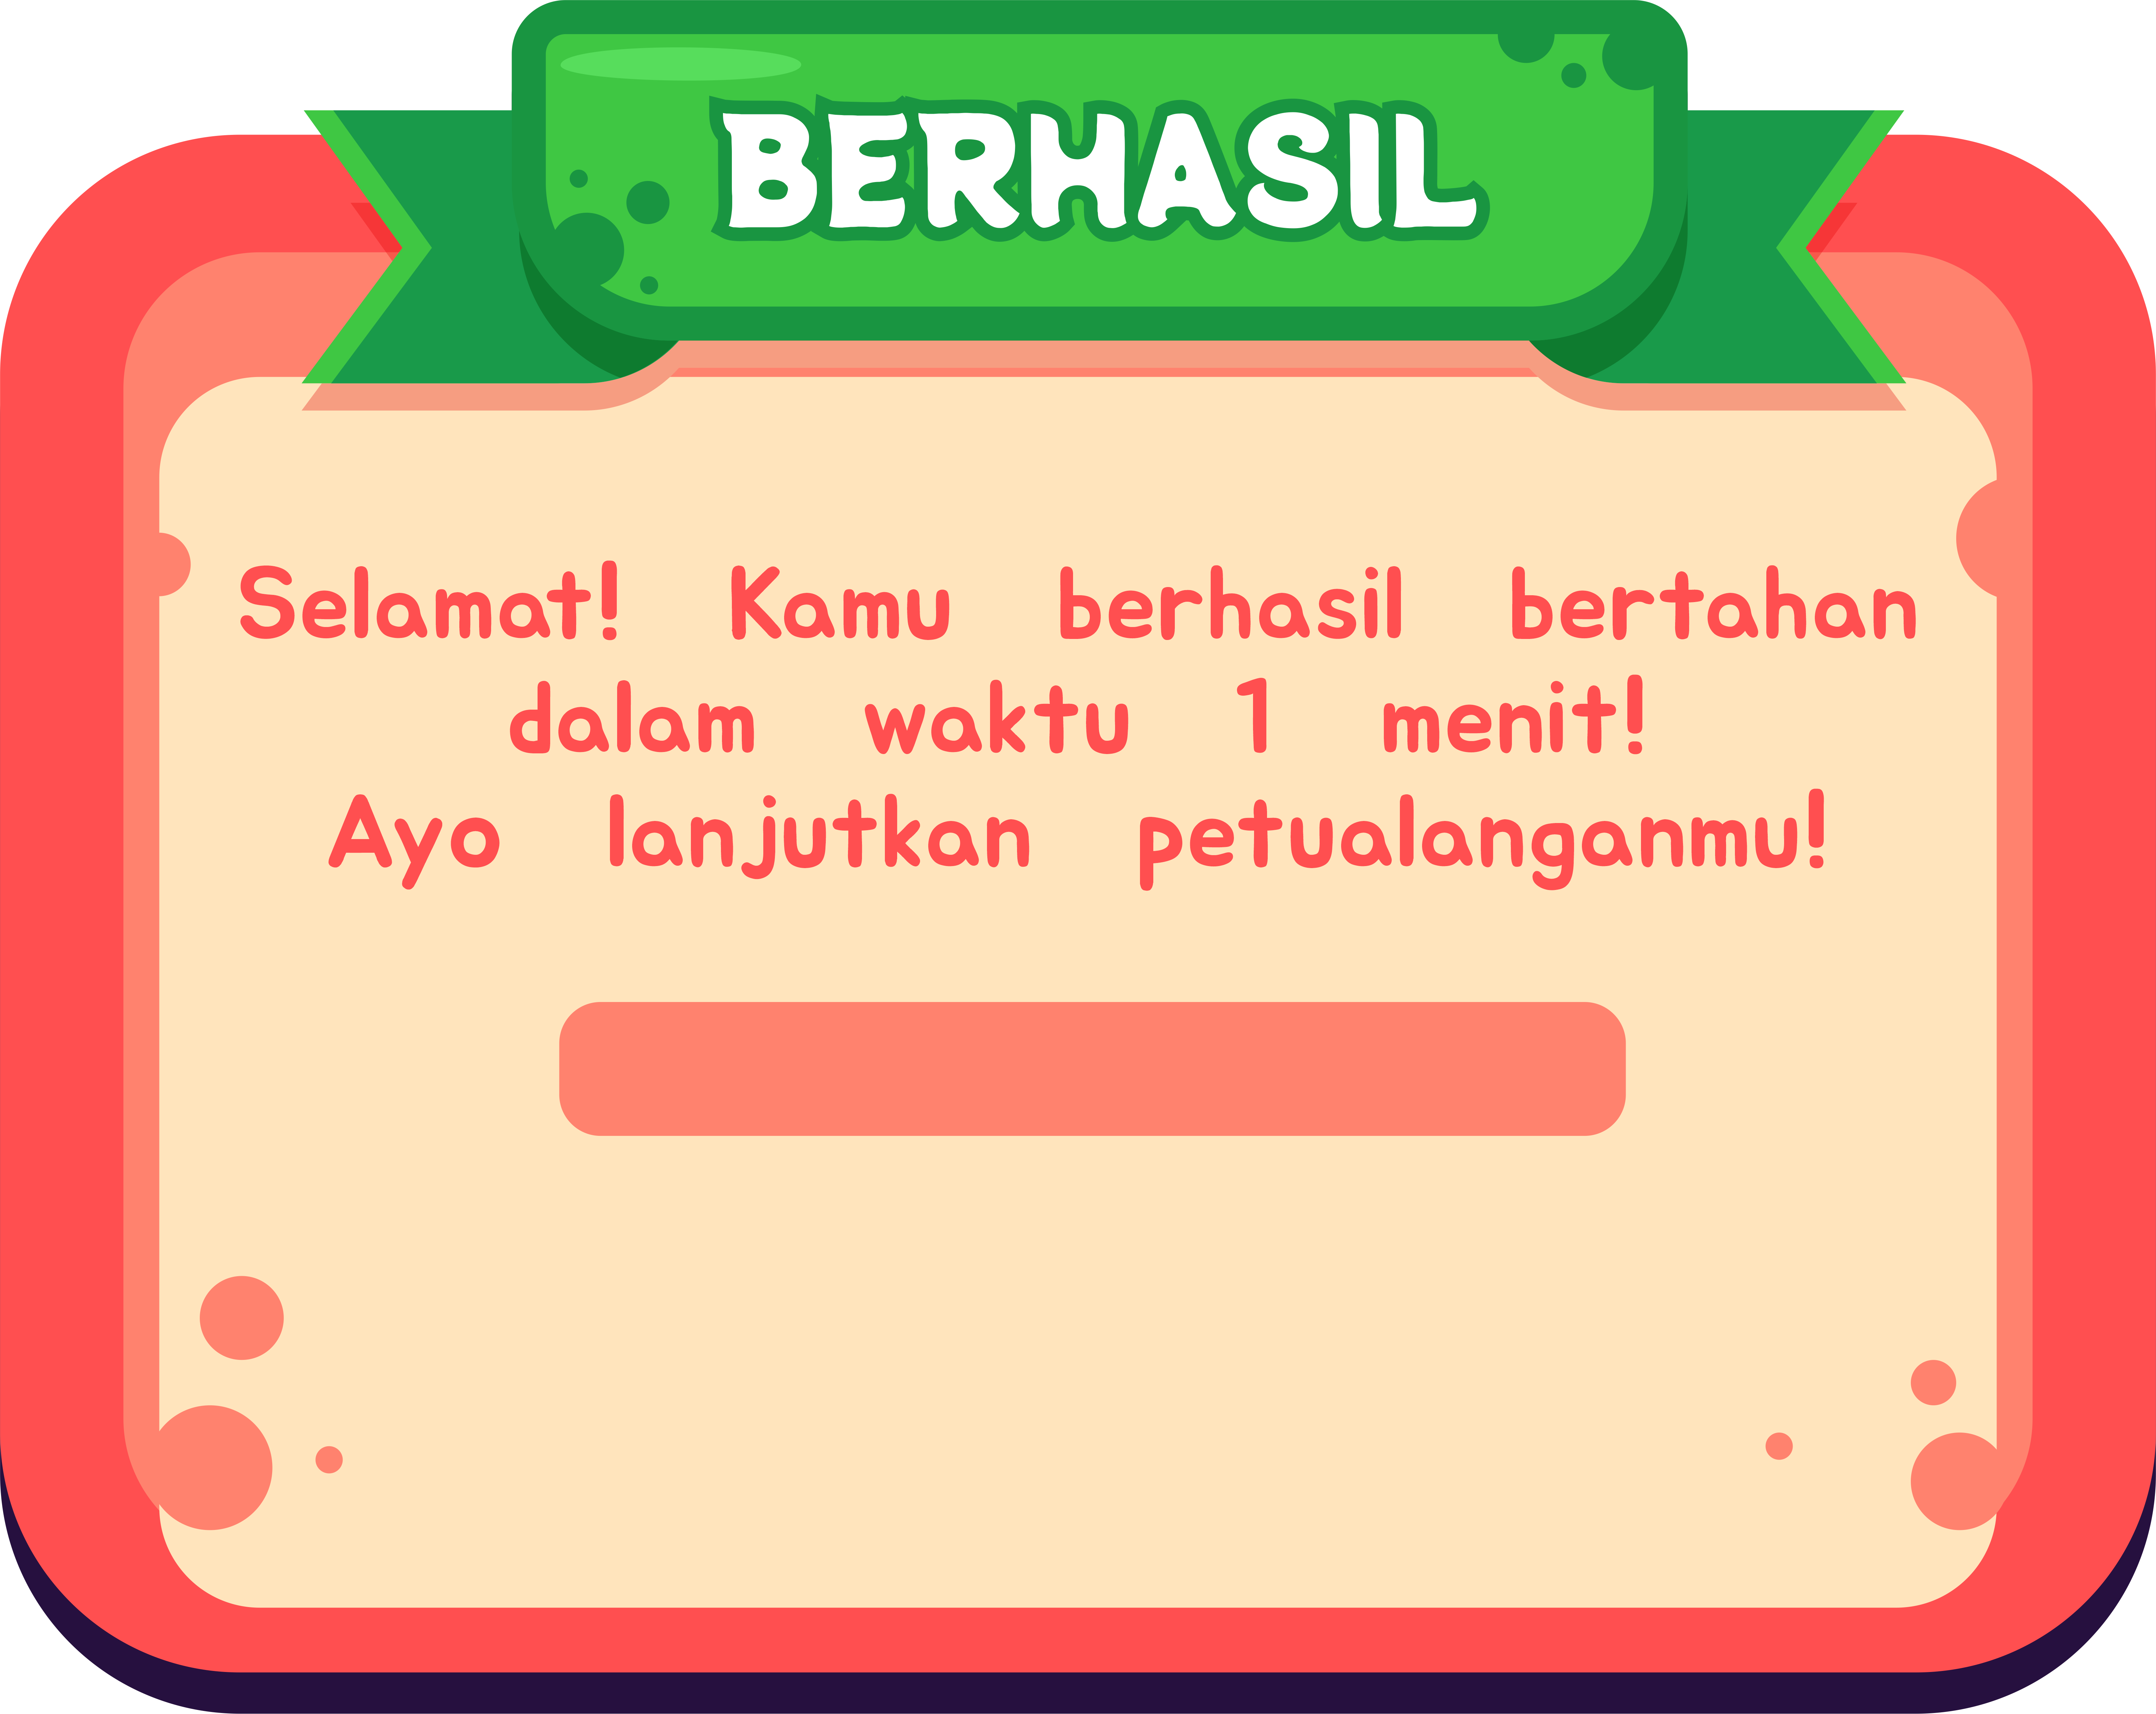 BERHASIL
Selamat! Kamu berhasil bertahan
dalam waktu 1 menit!
Ayo lanjutkan petualanganmu!